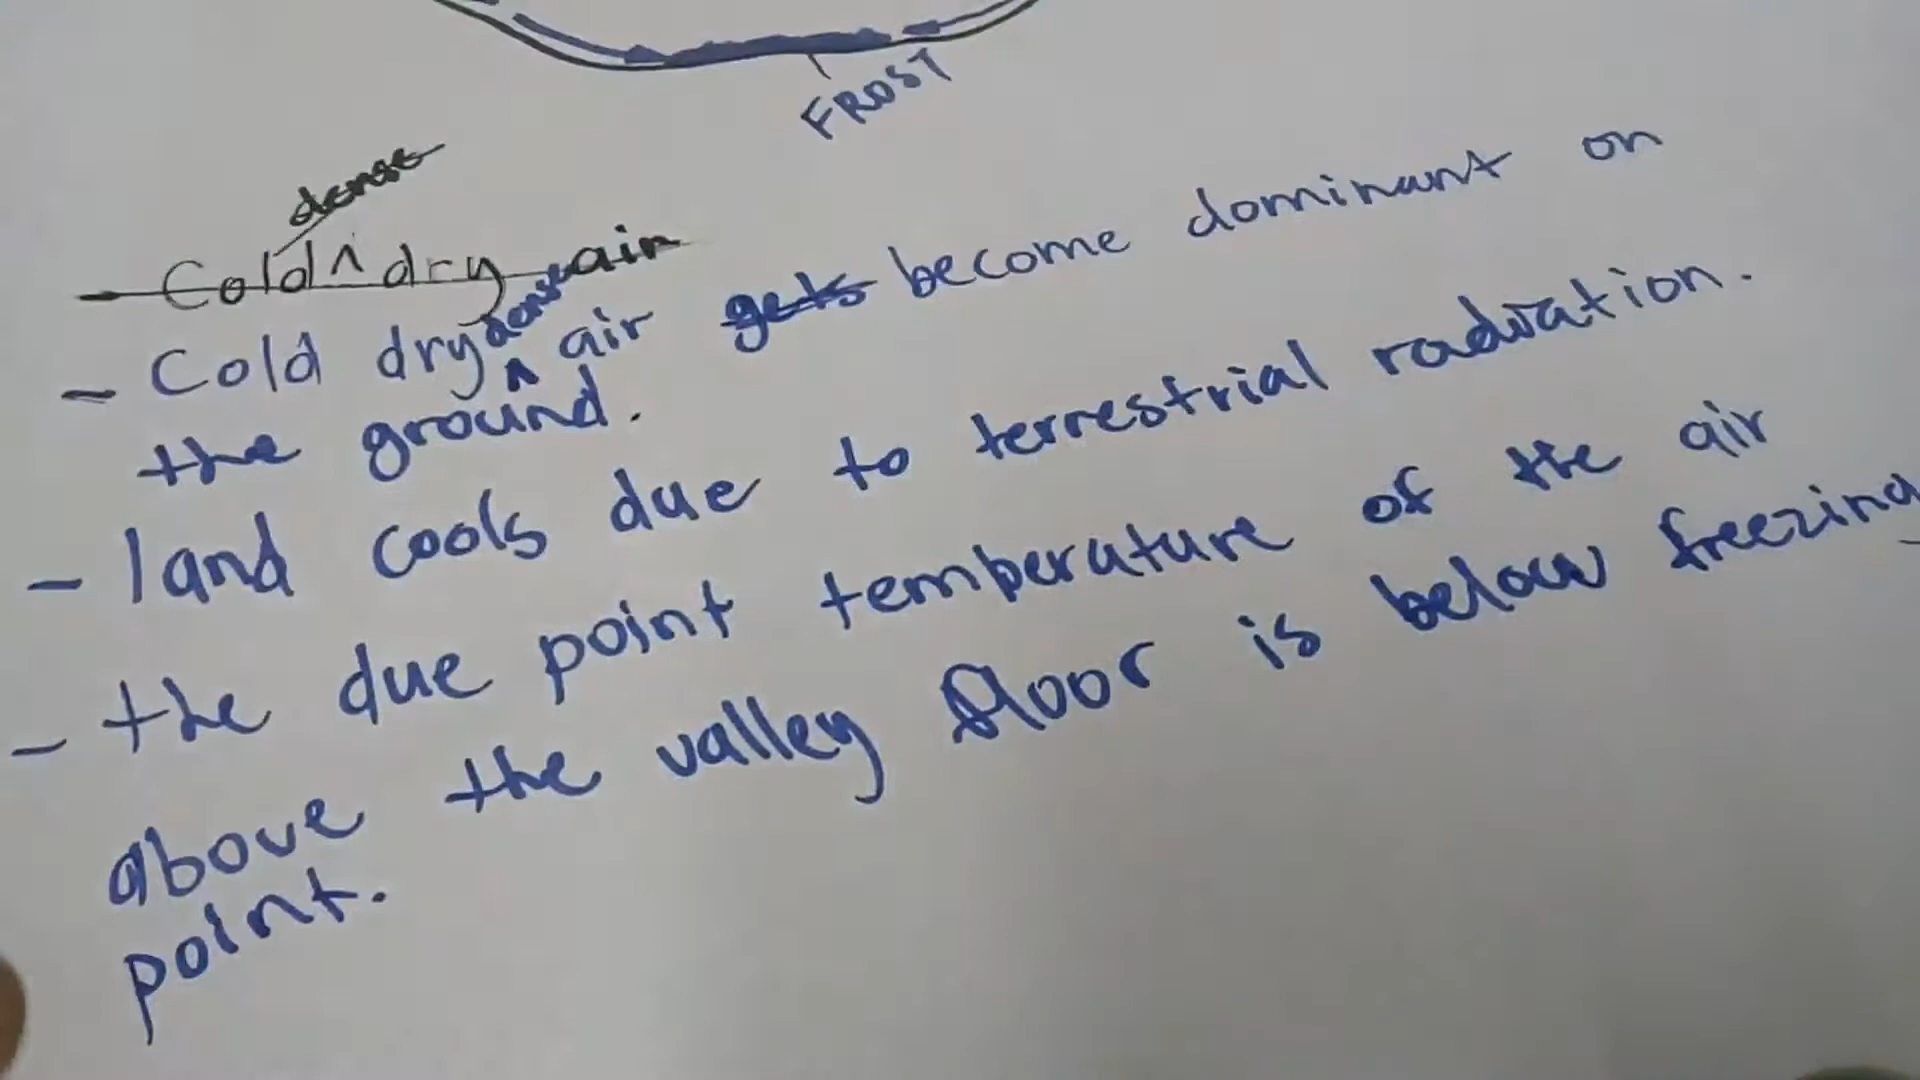 FROST
dense
- Cold ^ dry air
- Cold dry ^ dense air gets become dominant on
the ground.
- land cools due to terrestrial radiation.
- the due point temperature of the air
above the valley floor is below freezing
point.